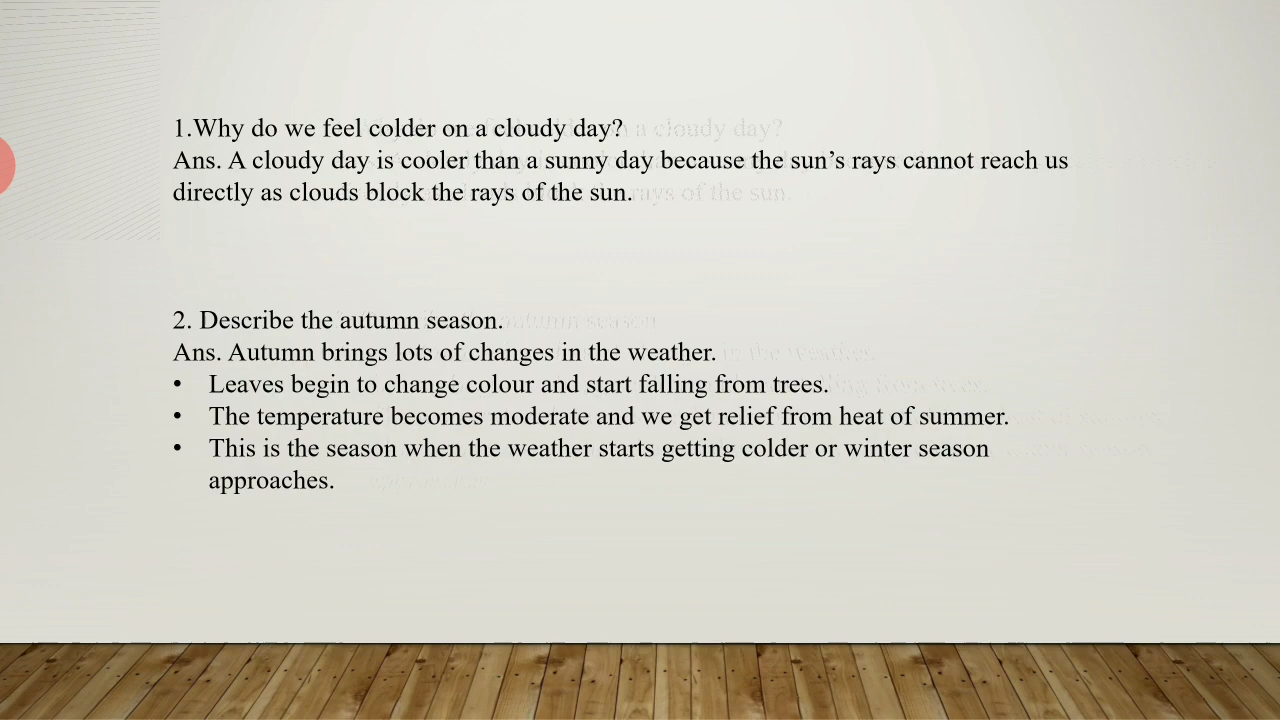 1.Why do we feel colder on a cloudy day?
Ans. A cloudy day is cooler than a sunny day because the sun’s rays cannot reach us
directly as clouds block the rays of the sun.
2. Describe the autumn season.
Ans. Autumn brings lots of changes in the weather.
• Leaves begin to change colour and start falling from trees.
• The temperature becomes moderate and we get relief from heat of summer.
• This is the season when the weather starts getting colder or winter season
approaches.